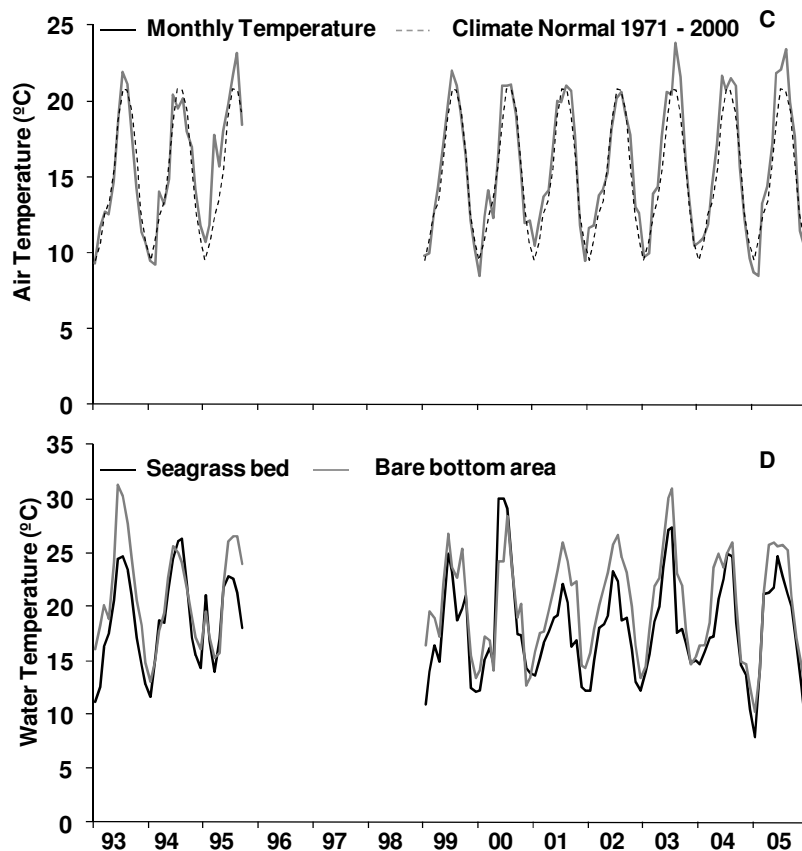 Monthly Temperature Climate Normal 1971 - 2000 C
Air Temperature (ºC)
25
20
15
10
5
0
Seagrass bed Bare bottom area D
Water Temperature (ºC)
35
30
25
20
15
10
5
0
93 94 95 96 97 98 99 00 01 02 03 04 05